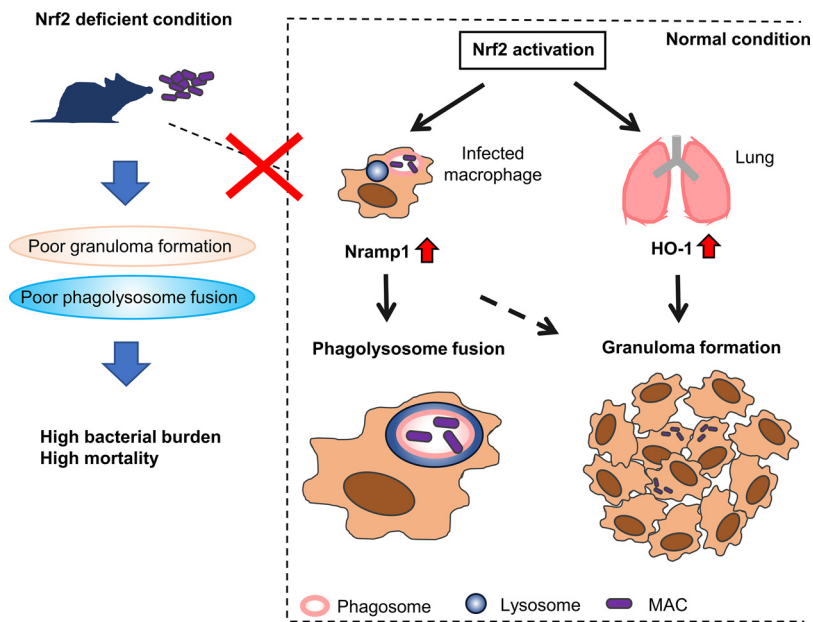 Nrf2 deficient condition
Poor granuloma formation
Poor phagolysosome fusion
High bacterial burden
High mortality
Normal condition
Nrf2 activation
Infected
macrophage
Lung
Nramp1
HO-1
Phagolysosome fusion
Granuloma formation
Phagosome
Lysosome
MAC